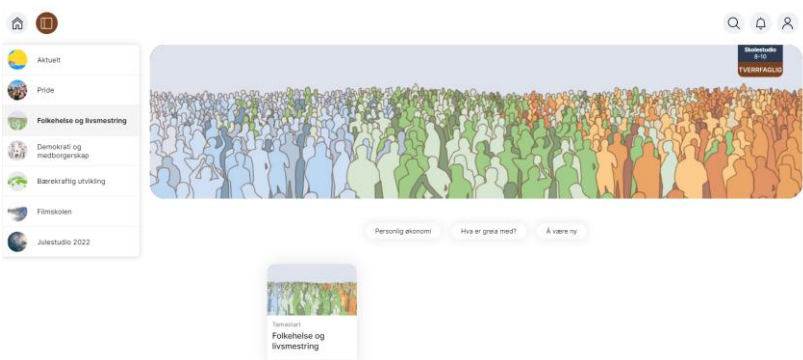 Skolestudio
8-10
TVERRFAGLIG
Aktuelt
Pride
Folkehelse og livsmestring
Demokrati og
medborgerskap
Bærekraftig utvikling
Filmskolen
Julestudio 2022
Personlig økonomi
Hva er greia med?
Å være ny
Temastart
Folkehelse og
livsmestring